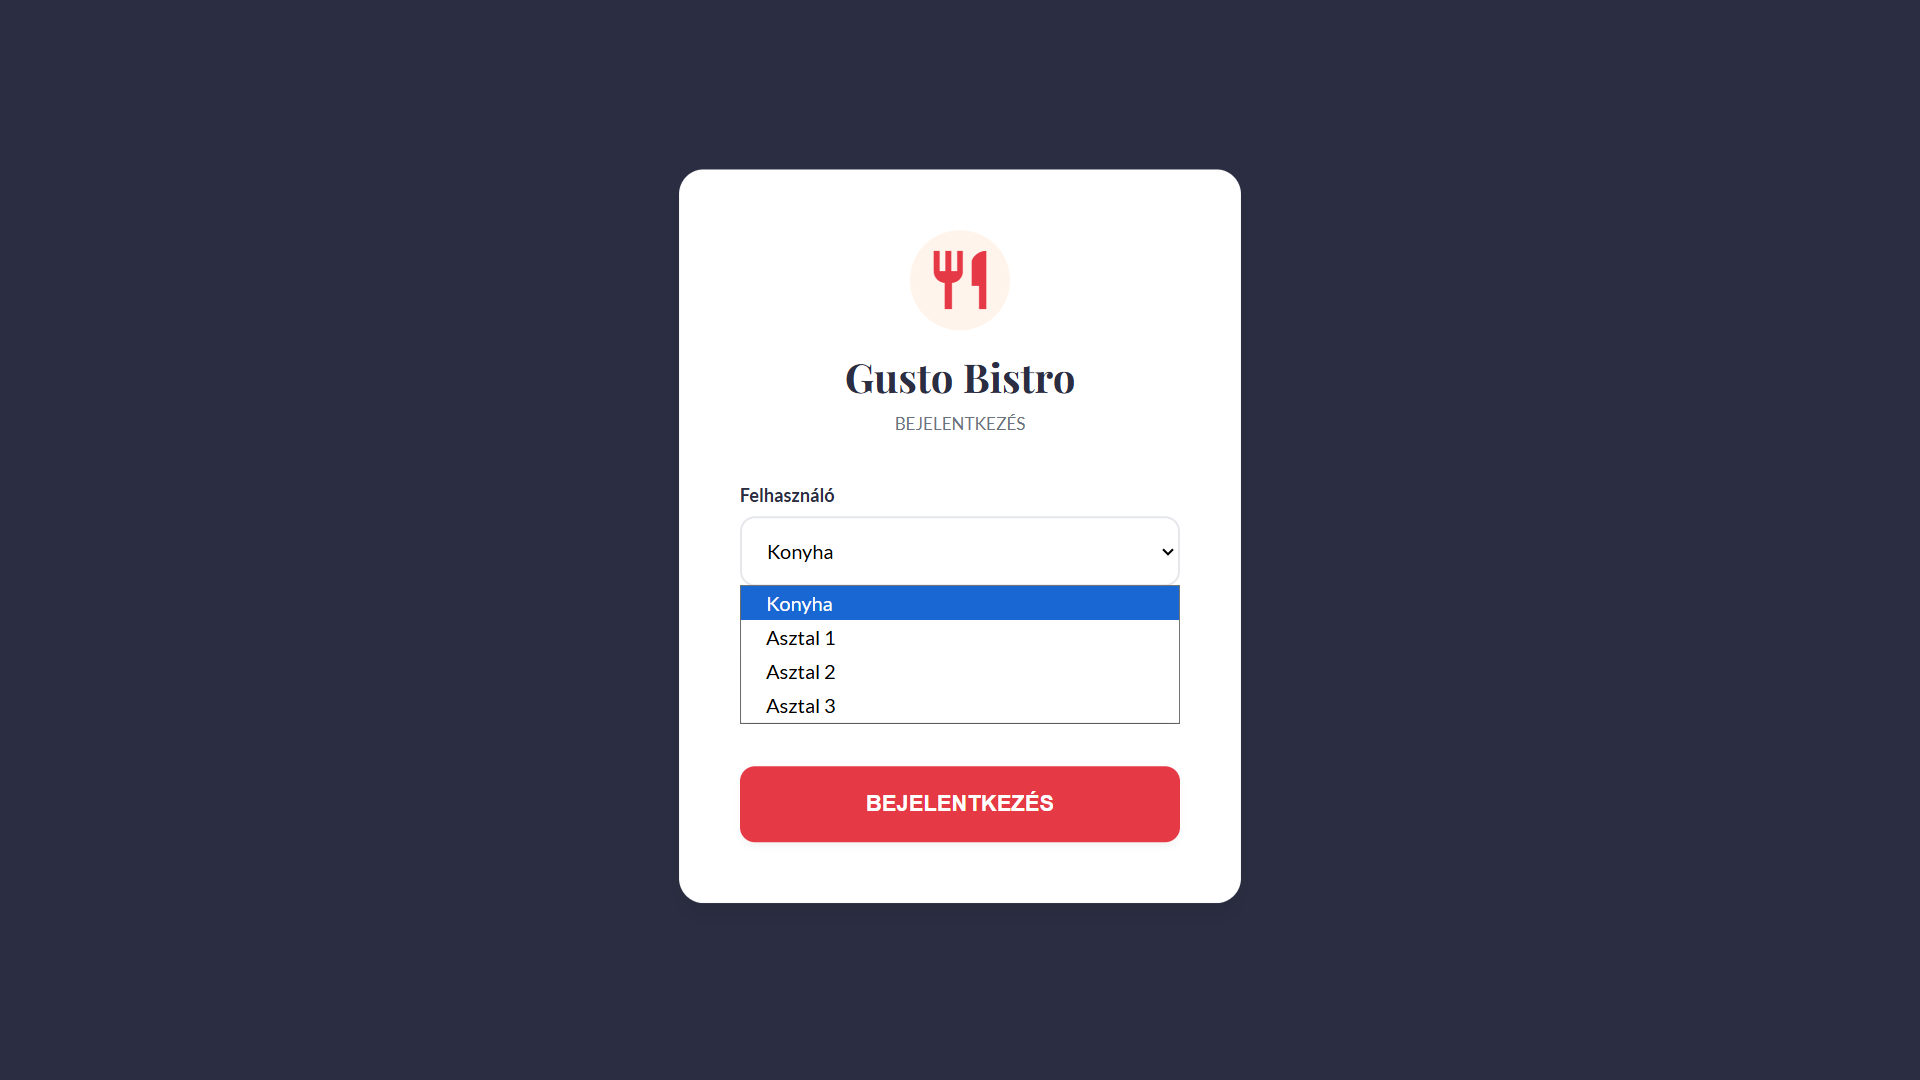 Gusto Bistro
BEJELENTKEZÉS
Felhasználó
Konyha
Konyha
Asztal 1
Asztal 2
Asztal 3
BEJELENTKEZÉS